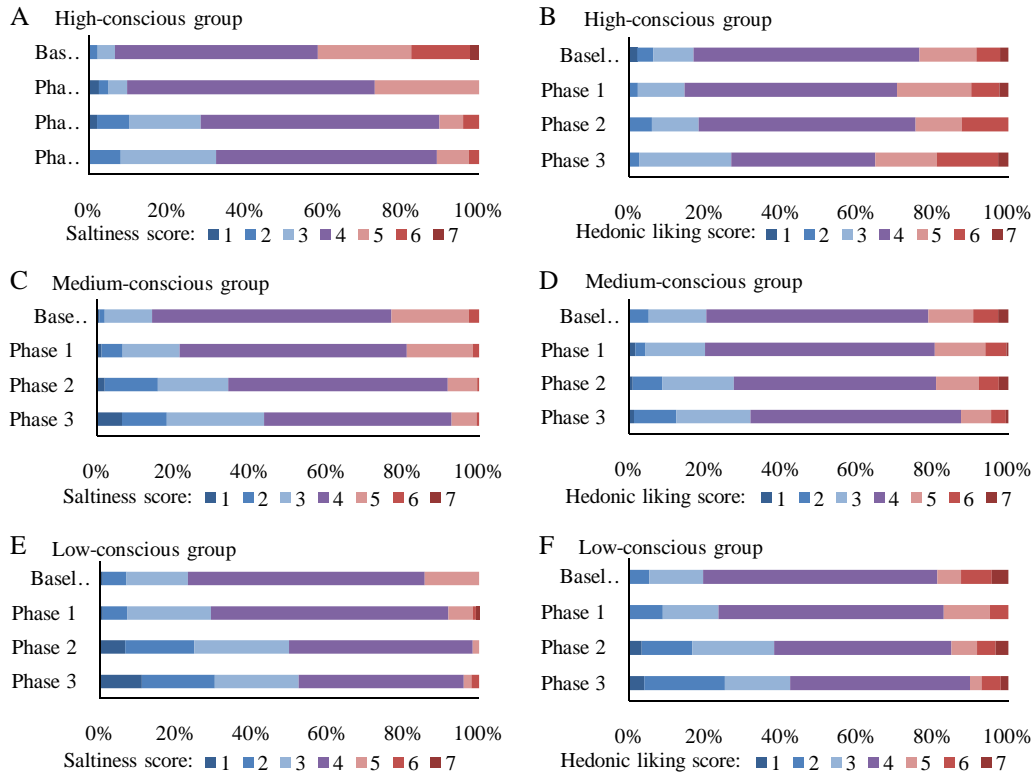 A High-conscious group
Bas..
Pha..
Pha..
Pha..
0% 20% 40% 60% 80% 100%
Saltiness score: 1 2 3 4 5 6 7
B High-conscious group
Basel..
Phase 1
Phase 2
Phase 3
0% 20% 40% 60% 80% 100%
Hedonic liking score: 1 2 3 4 5 6 7
C Medium-conscious group
Base..
Phase 1
Phase 2
Phase 3
0% 20% 40% 60% 80% 100%
Saltiness score: 1 2 3 4 5 6 7
D Medium-conscious group
Basel..
Phase 1
Phase 2
Phase 3
0% 20% 40% 60% 80% 100%
Hedonic liking score: 1 2 3 4 5 6 7
E Low-conscious group
Basel..
Phase 1
Phase 2
Phase 3
0% 20% 40% 60% 80% 100%
Saltiness score: 1 2 3 4 5 6 7
F Low-conscious group
Basel..
Phase 1
Phase 2
Phase 3
0% 20% 40% 60% 80% 100%
Hedonic liking score: 1 2 3 4 5 6 7